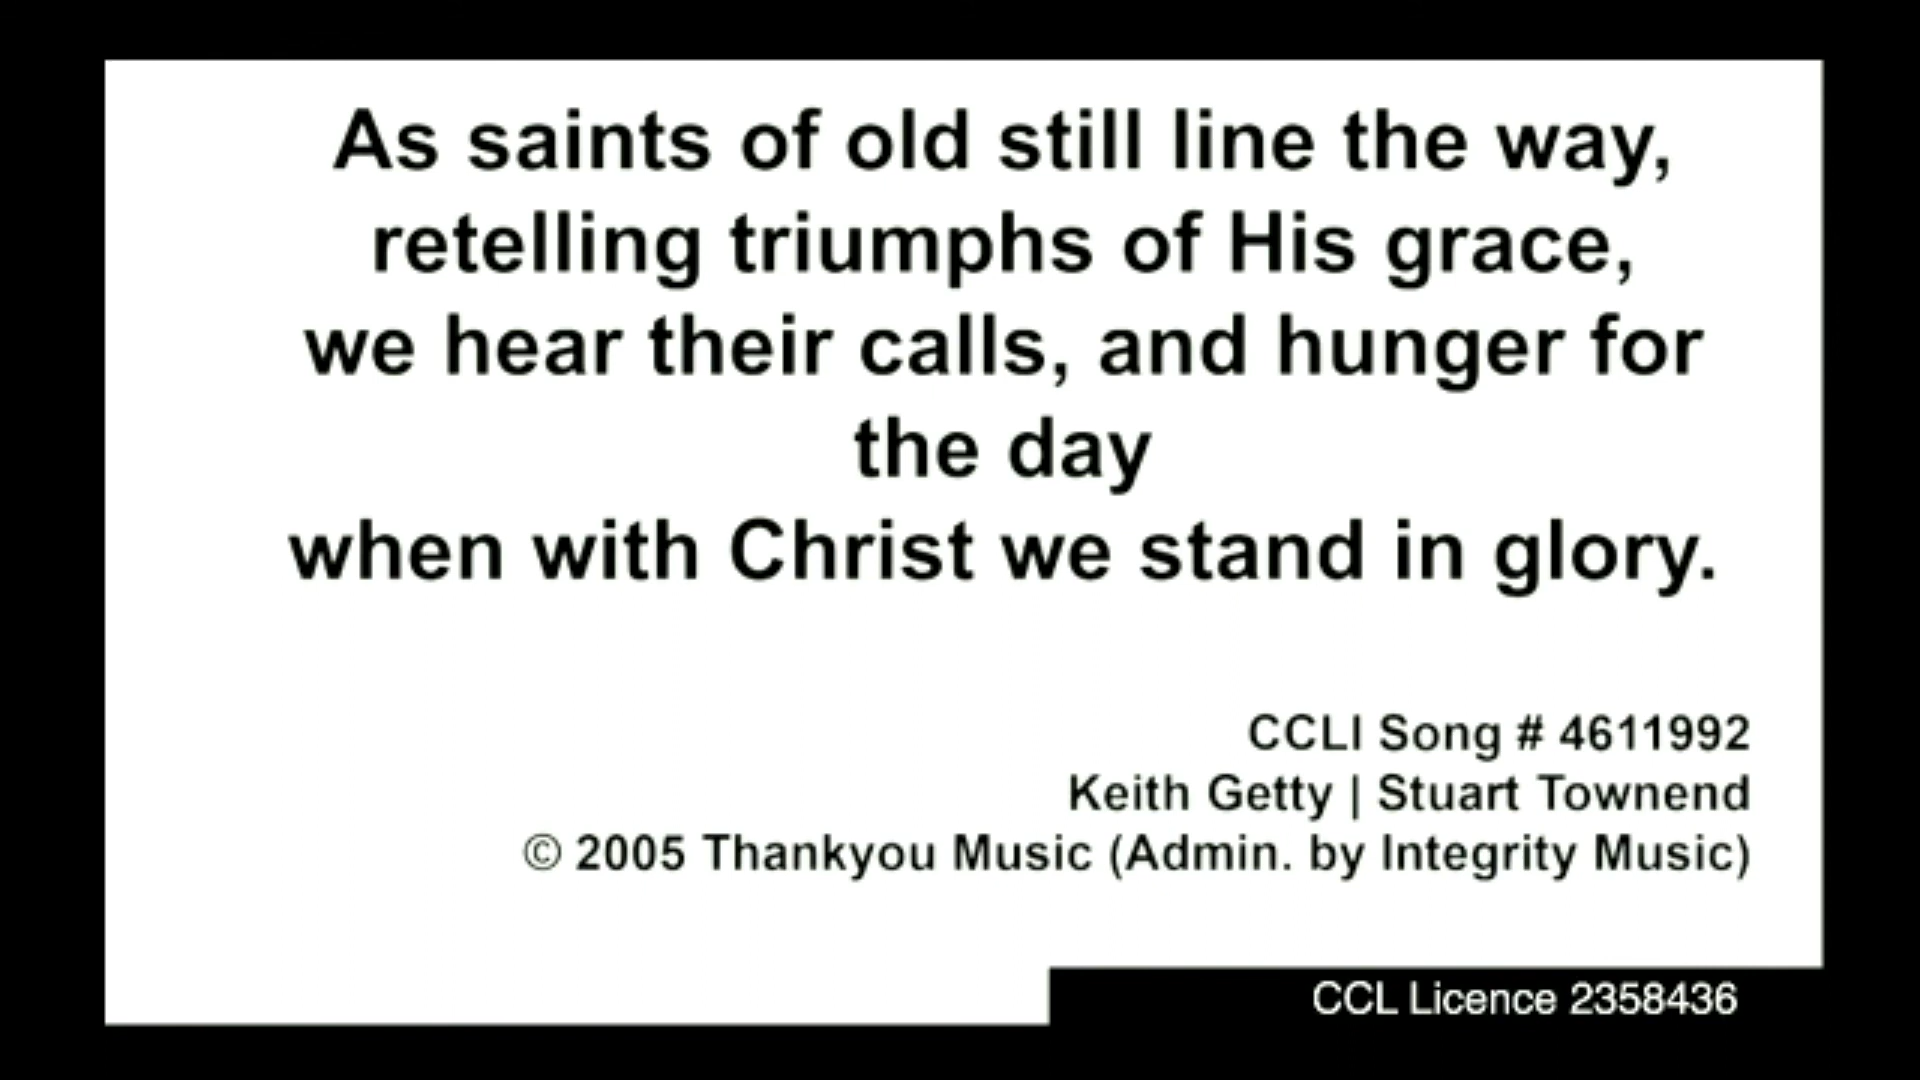 As saints of old still line the way,
retelling triumphs of His grace,
we hear their calls, and hunger for
the day
when with Christ we stand in glory.
CCLI Song # 4611992
Keith Getty | Stuart Townend
© 2005 Thankyou Music (Admin. by Integrity Music)
CCL Licence 2358436